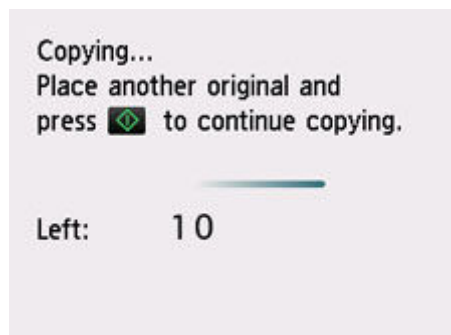 Copying...
Place another original and
press to continue copying.
Left: 10